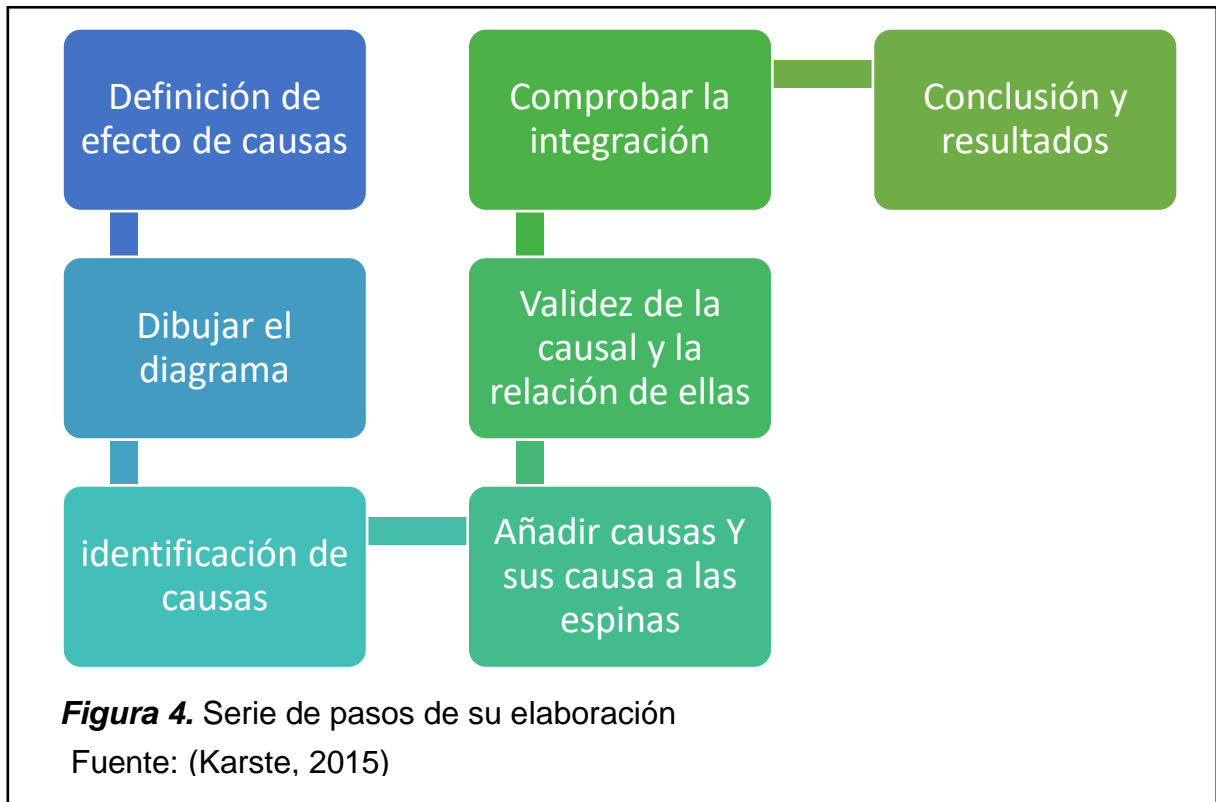 Definición de
efecto de causas
Dibujar el
diagrama
identificación de
causas
Añadir causas Y
sus causa a las
espinas
Validez de la
causal y la
relación de ellas
Comprobar la
integración
Conclusión y
resultados
Figura 4. Serie de pasos de su elaboración
Fuente: (Karste, 2015)